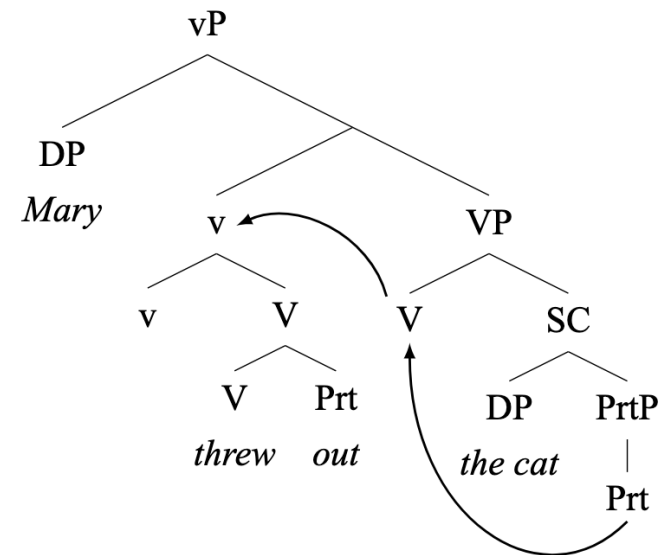 vP
DP
Mary
v VP
v V V SC
V Prt DP PrtP
threw out the cat
Prt